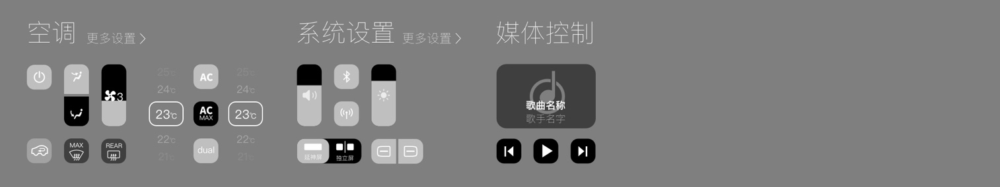 空调 更多设置
系统设置 更多设置
媒体控制
25℃
AC
25℃
24℃
24℃
3
23℃
AC
MAX
23℃
歌曲名称
歌手名字
22℃
22℃
MAX
REAR
dual
21℃
21℃
延神屏
独立屏